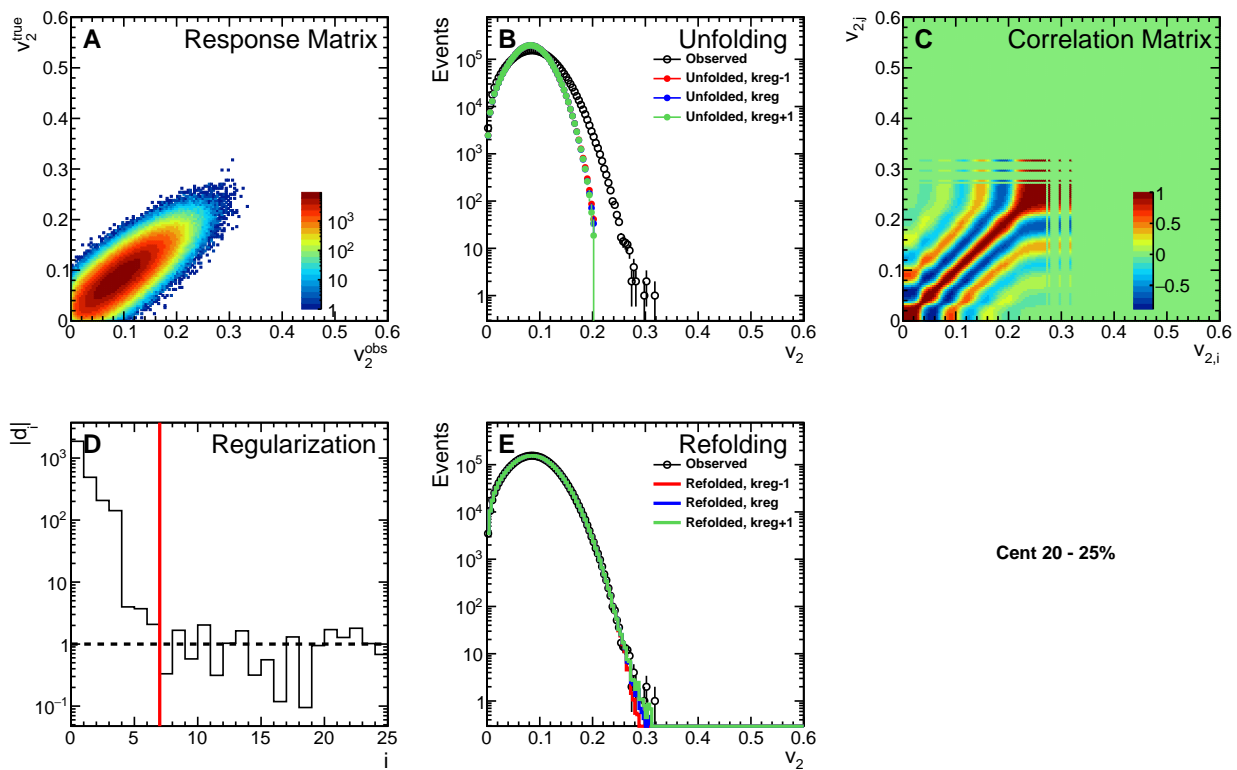 A Response Matrix
v₂ᵗʳᵘᵉ
0.6
0.5
0.4
0.3
0.2
0.1
0
10³
10²
10
1
0 0.1 0.2 0.3 0.4 0.5 0.6
v₂ᵒᵇˢ
B Unfolding
Events
Observed
Unfolded, kreg-1
Unfolded, kreg
Unfolded, kreg+1
10⁵
10⁴
10³
10²
10
1
0 0.1 0.2 0.3 0.4 0.5 0.6
v₂
C Correlation Matrix
v₂,ⱼ
0.6
0.5
0.4
0.3
0.2
0.1
0
1
0.5
0
−0.5
0 0.1 0.2 0.3 0.4 0.5 0.6
v₂,ᵢ
D Regularization
|dᵢ|
10³
10²
10
1
10⁻¹
0 5 10 15 20 25
i
E Refolding
Events
Observed
Refolded, kreg-1
Refolded, kreg
Refolded, kreg+1
10⁵
10⁴
10³
10²
10
1
0 0.1 0.2 0.3 0.4 0.5 0.6
v₂
Cent 20 - 25%